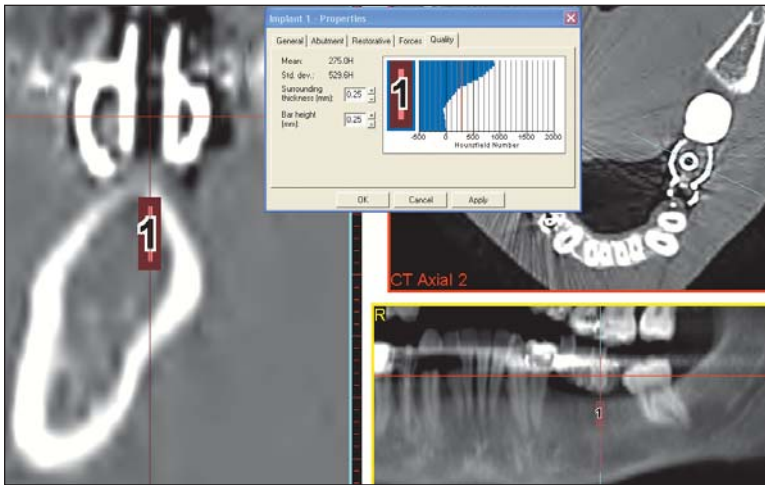 Implant 1 - Properties
General Abutment Restorative Forces Quality
Mean: 275.0H
Std. dev.: 529.6H
Surrounding
thickness (mm): 0.25
Bar height
(mm): 0.25
1
-500 0 500 1000 1500 2000
Hounsfield Number
OK Cancel Apply
1
CT Axial 2
R
1